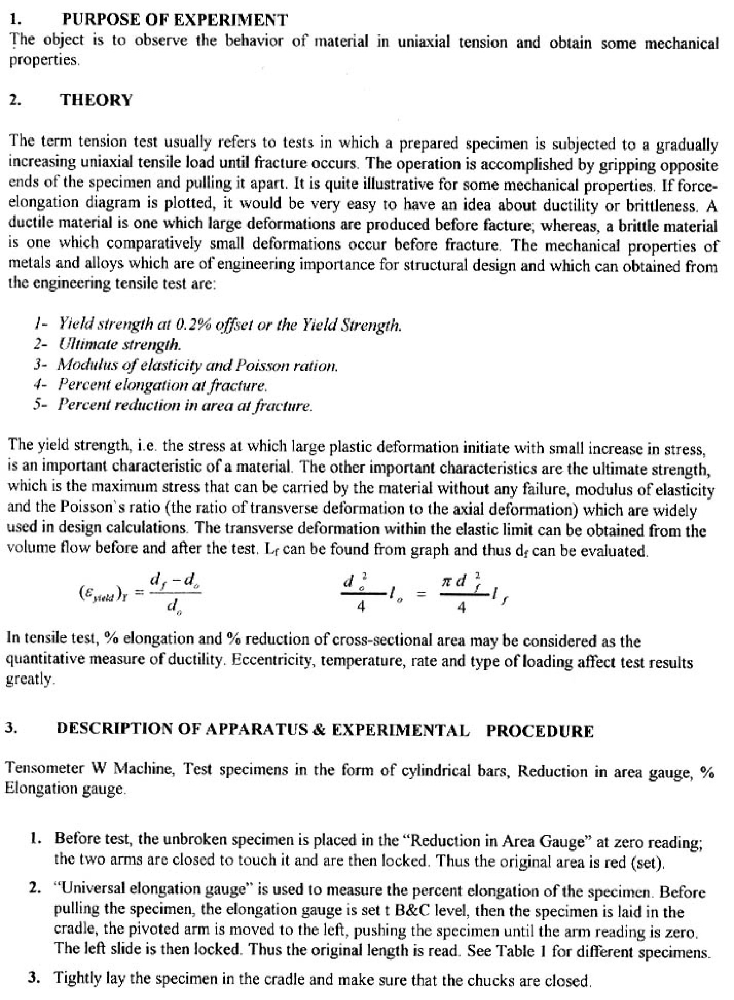 1. PURPOSE OF EXPERIMENT
The object is to observe the behavior of material in uniaxial tension and obtain some mechanical
properties.
2. THEORY
The term tension test usually refers to tests in which a prepared specimen is subjected to a gradually
increasing uniaxial tensile load until fracture occurs. The operation is accomplished by gripping opposite
ends of the specimen and pulling it apart. It is quite illustrative for some mechanical properties. If force-
elongation diagram is plotted, it would be very easy to have an idea about ductility or brittleness. A
ductile material is one which large deformations are produced before facture; whereas, a brittle material
is one which comparatively small deformations occur before fracture. The mechanical properties of
metals and alloys which are of engineering importance for structural design and which can obtained from
the engineering tensile test are:
1- Yield strength at 0.2% offset or the Yield Strength.
2- Ultimate strength.
3- Modulus of elasticity and Poisson ration.
4- Percent elongation at fracture.
5- Percent reduction in area at fracture.
The yield strength, i.e. the stress at which large plastic deformation initiate with small increase in stress,
is an important characteristic of a material. The other important characteristics are the ultimate strength,
which is the maximum stress that can be carried by the material without any failure, modulus of elasticity
and the Poisson's ratio (the ratio of transverse deformation to the axial deformation) which are widely
used in design calculations. The transverse deformation within the elastic limit can be obtained from the
volume flow before and after the test. Lf can be found from graph and thus df can be evaluated.
(ε_yield)_T = (d_f − d_o) / d_o    d_o^2 / 4 l_o = π d_f^2 / 4 l_f
In tensile test, % elongation and % reduction of cross-sectional area may be considered as the
quantitative measure of ductility. Eccentricity, temperature, rate and type of loading affect test results
greatly.
3. DESCRIPTION OF APPARATUS & EXPERIMENTAL PROCEDURE
Tensometer W Machine, Test specimens in the form of cylindrical bars, Reduction in area gauge, %
Elongation gauge.
1. Before test, the unbroken specimen is placed in the “Reduction in Area Gauge” at zero reading;
the two arms are closed to touch it and are then locked. Thus the original area is red (set).
2. “Universal elongation gauge” is used to measure the percent elongation of the specimen. Before
pulling the specimen, the elongation gauge is set t B&C level, then the specimen is laid in the
cradle, the pivoted arm is moved to the left, pushing the specimen until the arm reading is zero.
The left slide is then locked. Thus the original length is read. See Table 1 for different specimens.
3. Tightly lay the specimen in the cradle and make sure that the chucks are closed.